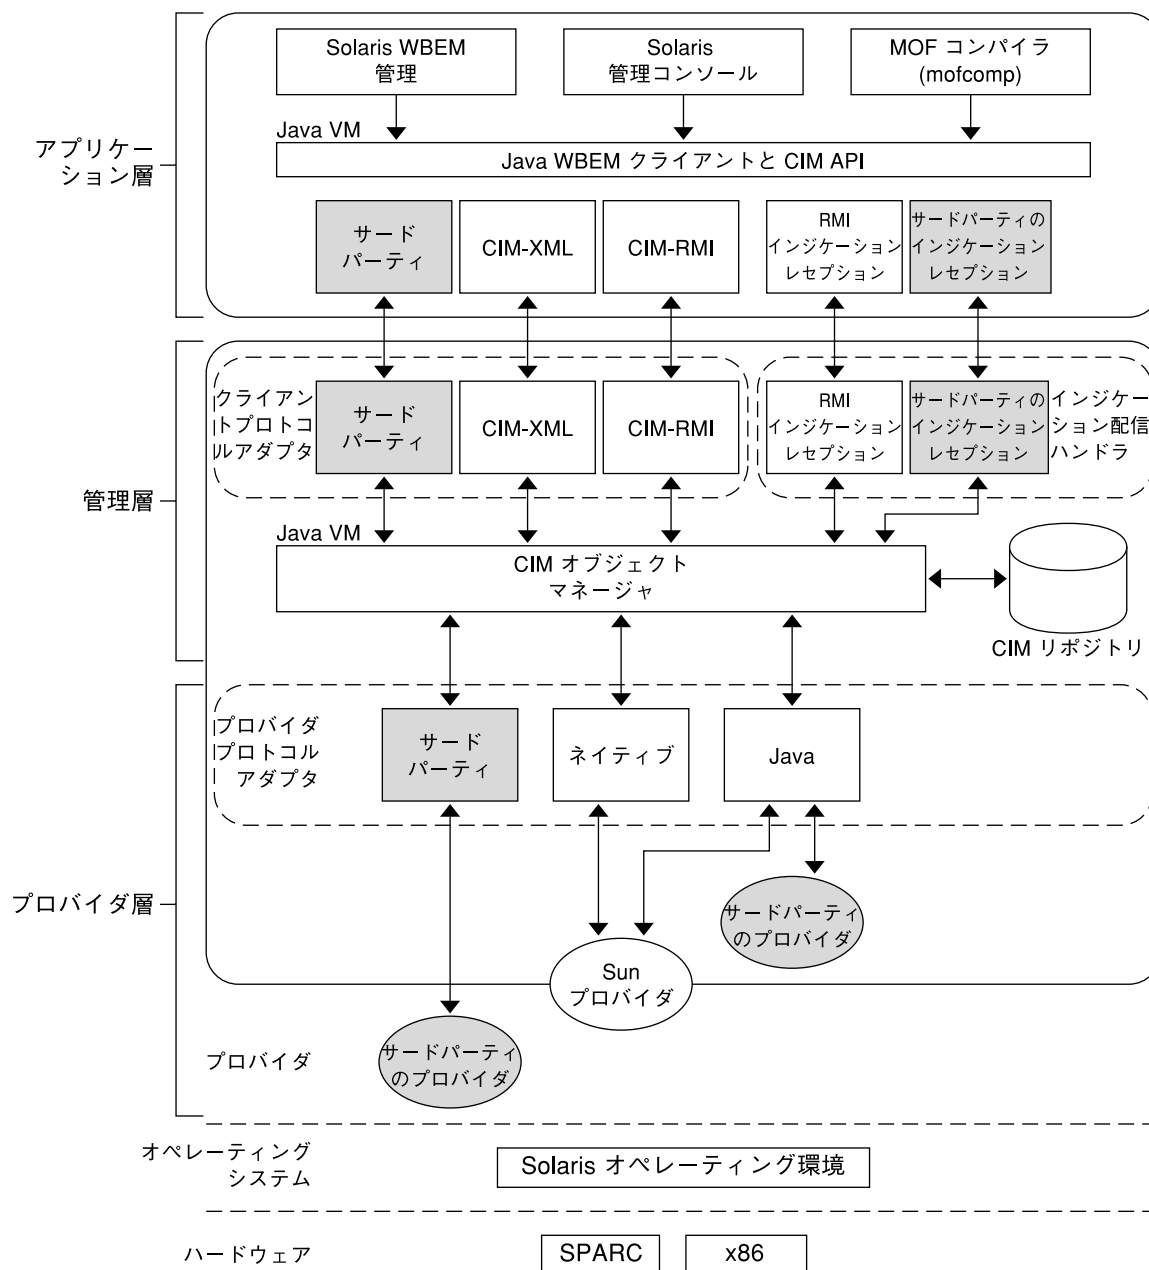 Solaris WBEM
管理
Solaris
管理コンソール
MOF コンパイラ
(mofcomp)
Java VM
Java WBEM クライアントと CIM API
アプリケー
ション層
サード
パーティ
CIM-XML
CIM-RMI
RMI
インジケーション
レセプション
サードパーティの
インジケーション
レセプション
クライアン
トプロトコ
ルアダプタ
サード
パーティ
CIM-XML
CIM-RMI
RMI
インジケーション
レセプション
サードパーティの
インジケーション
レセプション
インジケー
ション配信
ハンドラ
管理層
Java VM
CIM オブジェクト
マネージャ
CIM リポジトリ
プロバイダ
プロトコル
アダプタ
サード
パーティ
ネイティブ
Java
プロバイダ層
サードパーティ
のプロバイダ
Sun
プロバイダ
プロバイダ
サードパーティ
のプロバイダ
オペレーティング
システム
Solaris オペレーティング環境
ハードウェア
SPARC
x86